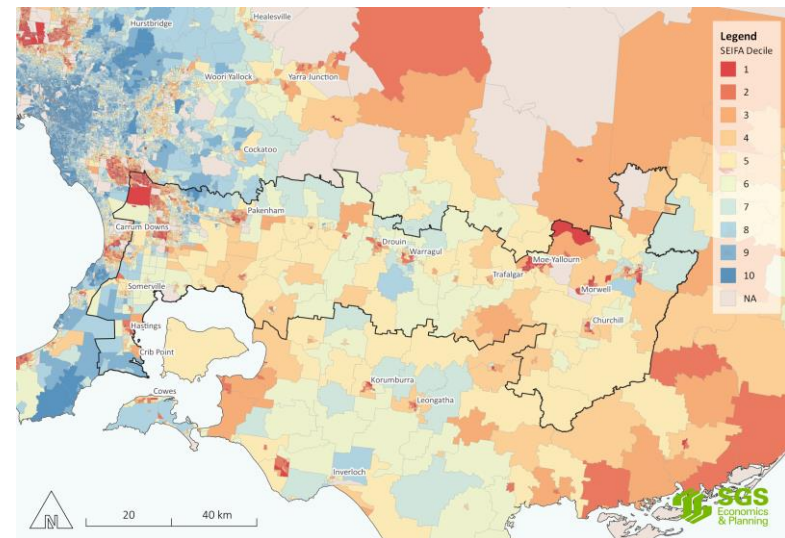 Healesville
Hurstbridge
Woori Yallock
Yarra Junction
Cockatoo
Pakenham
Carrum Downs
Drouin
Warragul
Moe-Yallourn
Trafalgar
Somerville
Morwell
Hastings
Churchill
Crib Point
Cowes
Korumburra
Leongatha
Inverloch
Legend
SEIFA Decile
1
2
3
4
5
6
7
8
9
10
NA
N
20
40 km
SGS
Economics
& Planning